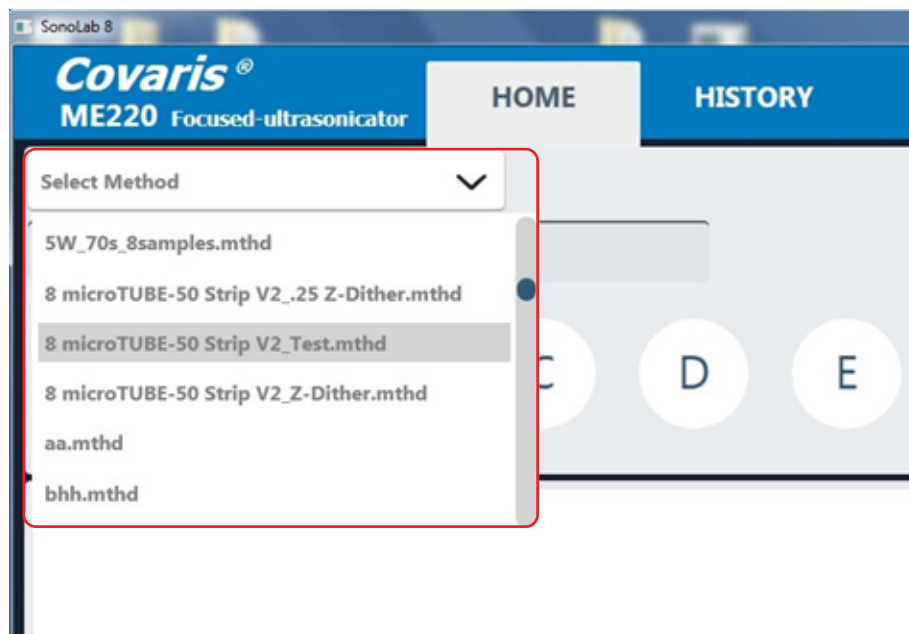 SonoLab 8
Covaris ®
ME220 Focused-ultrasonicator
HOME
HISTORY
Select Method
5W_70s_8samples.mthd
8 microTUBE-50 Strip V2_.25 Z-Dither.mthd
8 microTUBE-50 Strip V2_Test.mthd
8 microTUBE-50 Strip V2_Z-Dither.mthd
aa.mthd
bhh.mthd
C D E